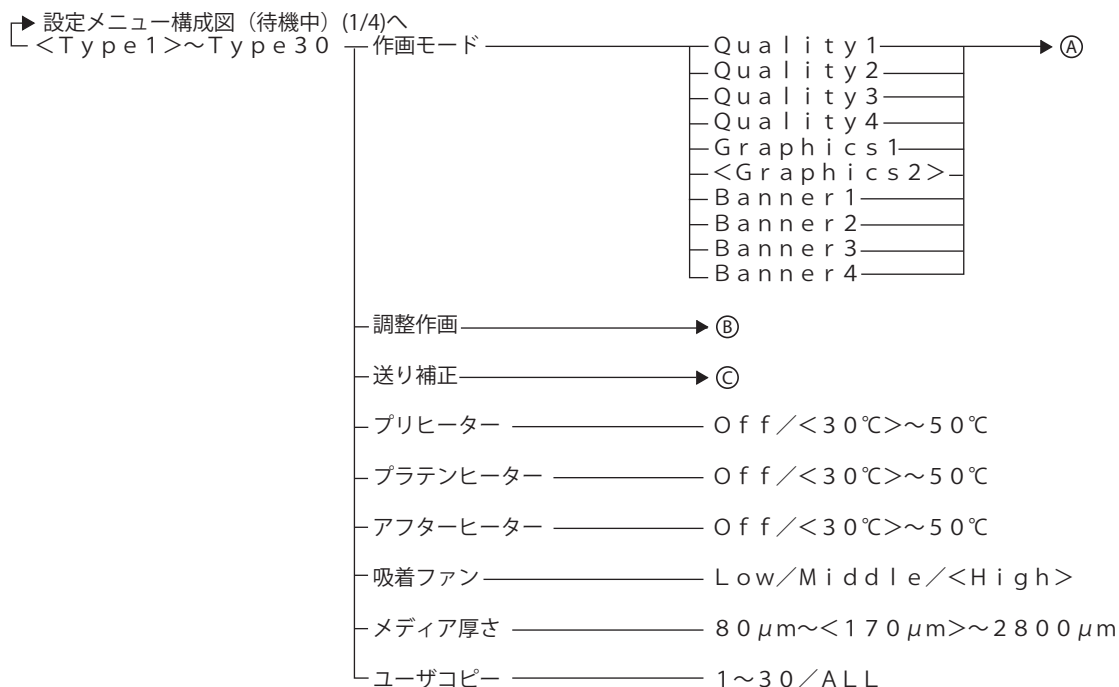 設定メニュー構成図（待機中）(1/4)へ
＜Ｔｙｐｅ１＞～Ｔｙｐｅ３０ 作画モード Ｑｕａｌｉｔｙ１ Ⓐ
Ｑｕａｌｉｔｙ２
Ｑｕａｌｉｔｙ３
Ｑｕａｌｉｔｙ４
Ｇｒａｐｈｉｃｓ１
＜Ｇｒａｐｈｉｃｓ２＞
Ｂａｎｎｅｒ１
Ｂａｎｎｅｒ２
Ｂａｎｎｅｒ３
Ｂａｎｎｅｒ４
調整作画 Ⓑ
送り補正 Ⓒ
プリヒーター Ｏｆｆ／＜３０℃＞～５０℃
プラテンヒーター Ｏｆｆ／＜３０℃＞～５０℃
アフターヒーター Ｏｆｆ／＜３０℃＞～５０℃
吸着ファン Ｌｏｗ／Ｍｉｄｄｌｅ／＜Ｈｉｇｈ＞
メディア厚さ ８０μｍ～＜１７０μｍ＞～２８００μｍ
ユーザコピー １～３０／ＡＬＬ